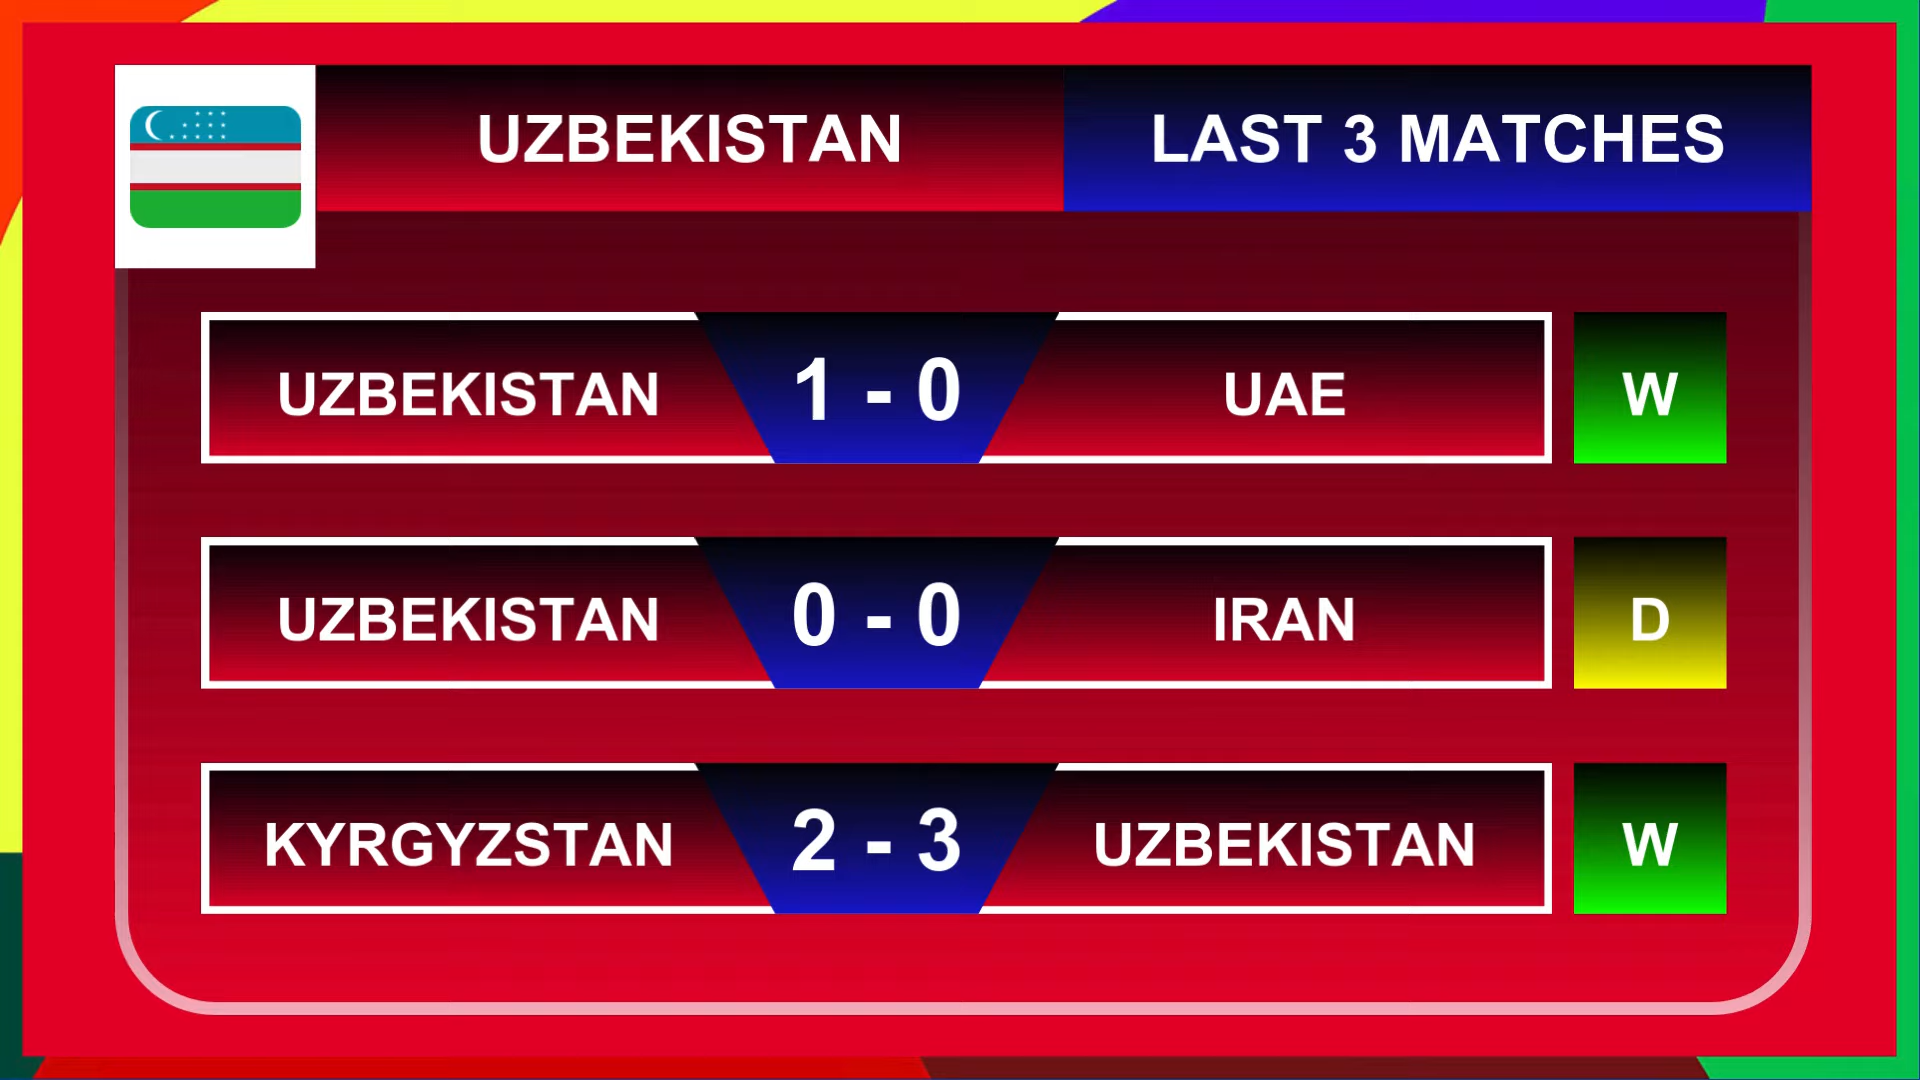 UZBEKISTAN LAST 3 MATCHES
UZBEKISTAN 1 - 0 UAE W
UZBEKISTAN 0 - 0 IRAN D
KYRGYZSTAN 2 - 3 UZBEKISTAN W